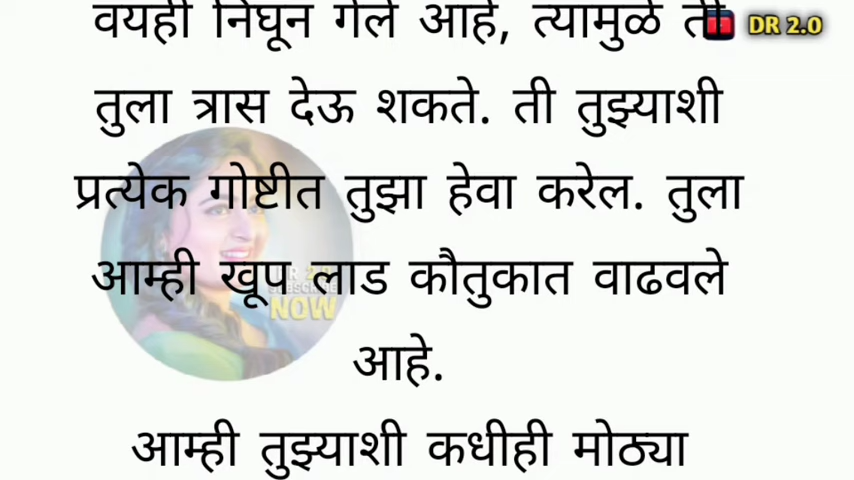 वयही निघून गेले आहे, त्यामुळे ती
DR 2.0
तुला त्रास देऊ शकते. ती तुझ्याशी
प्रत्येक गोष्टीत तुझा हेवा करेल. तुला
आम्ही खूप लाड कौतुकात वाढवले
NOW
आहे.
आम्ही तुझ्याशी कधीही मोठ्या